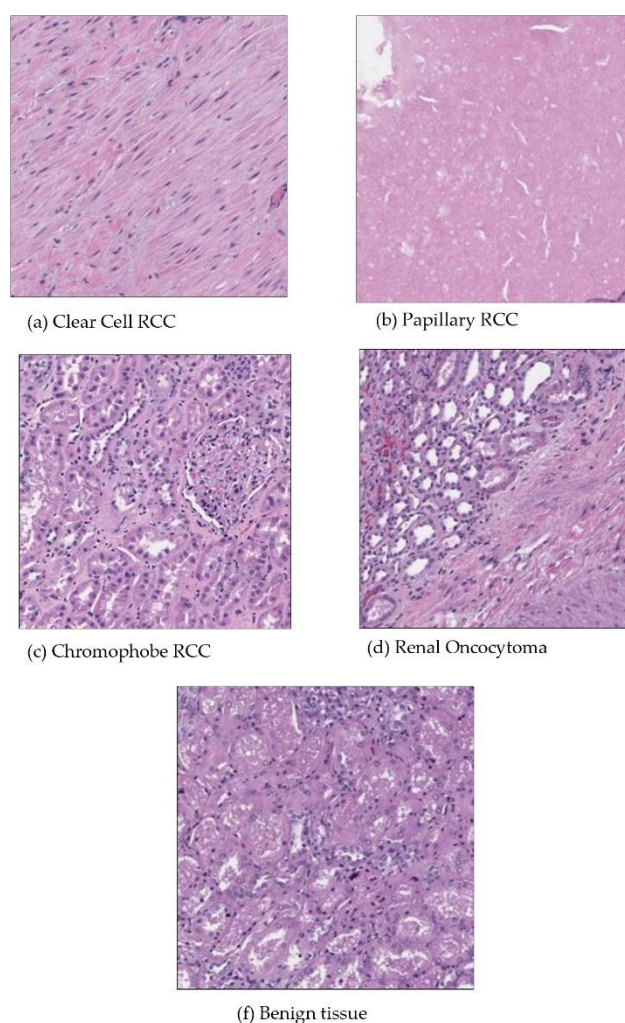 (a) Clear Cell RCC
(b) Papillary RCC
(c) Chromophobe RCC
(d) Renal Oncocytoma
(f) Benign tissue